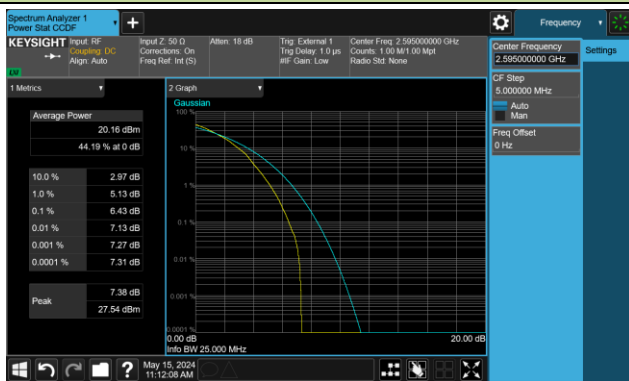 Spectrum Analyzer 1
Power Stat CCDF
Frequency
KEYSIGHT
Input: RF
Coupling: DC
Align: Auto
Input Z: 50 Ω
Corrections: On
Freq Ref: Int (S)
Atten: 18 dB
Trig: External 1
Trig Delay: 1.0 µs
#IF Gain: Low
Center Freq: 2.595000000 GHz
Counts: 1.00 M/1.00 Mpt
Radio Std: None
Center Frequency
2.595000000 GHz
Settings
CF Step
5.000000 MHz
Auto
Man
Freq Offset
0 Hz
1 Metrics
Average Power
20.16 dBm
44.19 % at 0 dB
10.0 % 2.97 dB
1.0 % 5.13 dB
0.1 % 6.43 dB
0.01 % 7.13 dB
0.001 % 7.27 dB
0.0001 % 7.31 dB
Peak
7.38 dB
27.54 dBm
2 Graph
Gaussian
100 %
10 %
1 %
0.1 %
0.01 %
0.001 %
0.0001 %
0.00 dB 20.00 dB
Info BW 25.000 MHz
May 15, 2024
11:12:08 AM